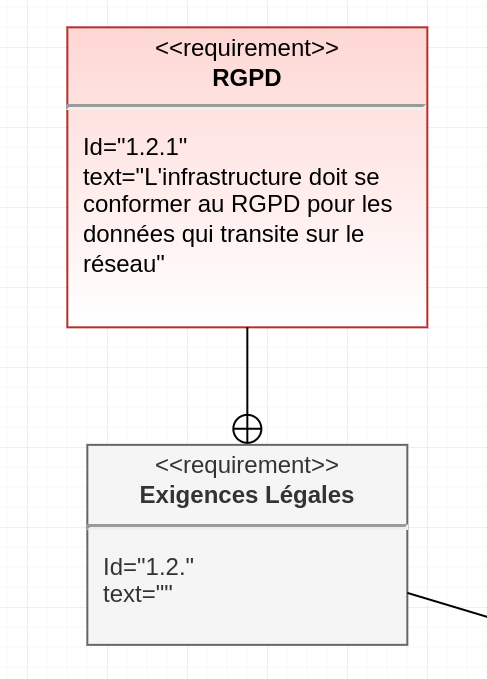 <<requirement>>
RGPD
Id="1.2.1"
text="L'infrastructure doit se
conformer au RGPD pour les
données qui transite sur le
réseau"
<<requirement>>
Exigences Légales
Id="1.2."
text=""